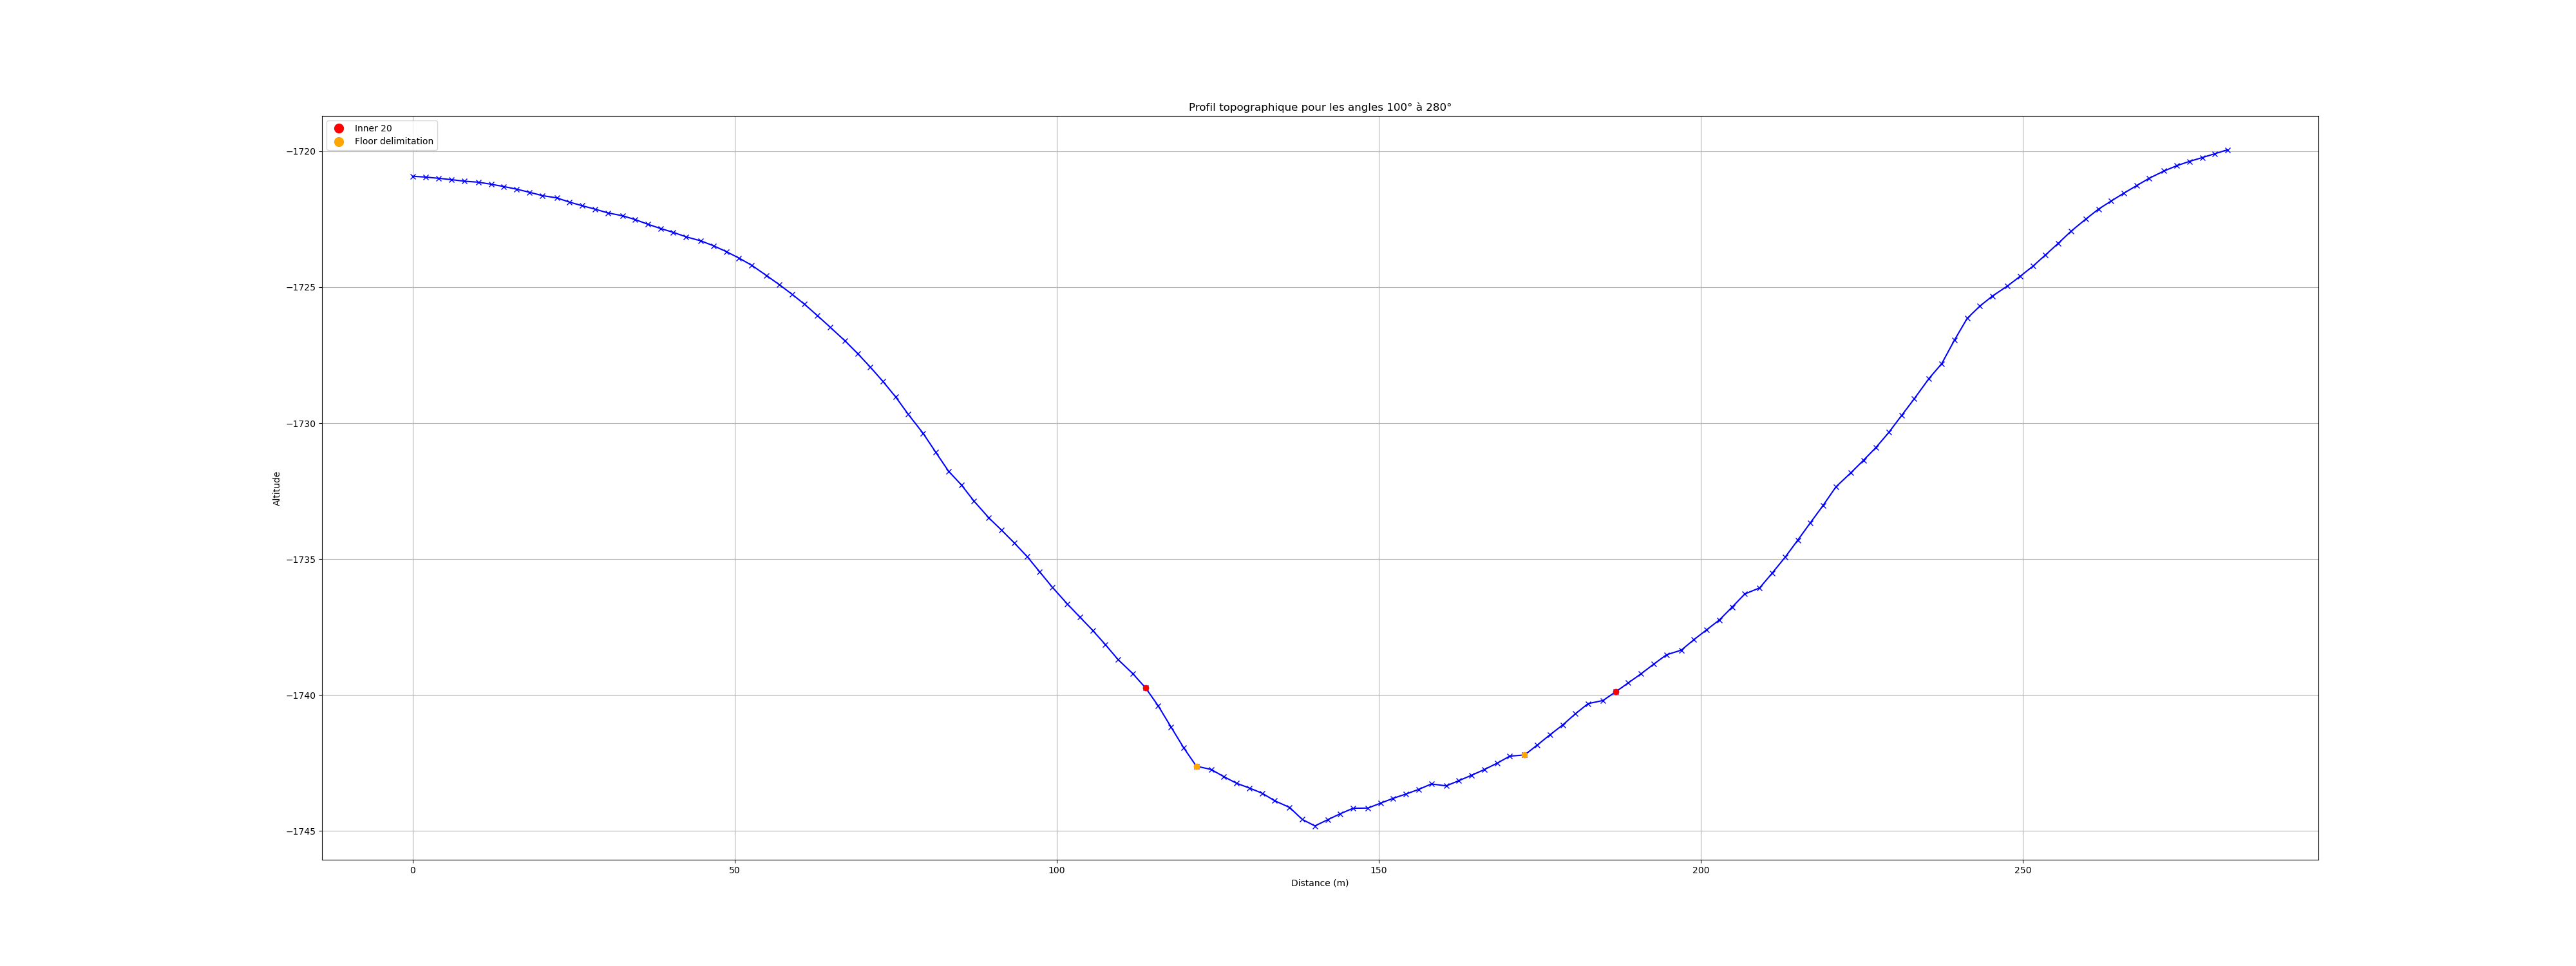 Profil topographique pour les angles 100° à 280°
Inner 20
Floor delimitation
−1720
−1725
−1730
−1735
−1740
−1745
Altitude
0
50
100
150
200
250
Distance (m)